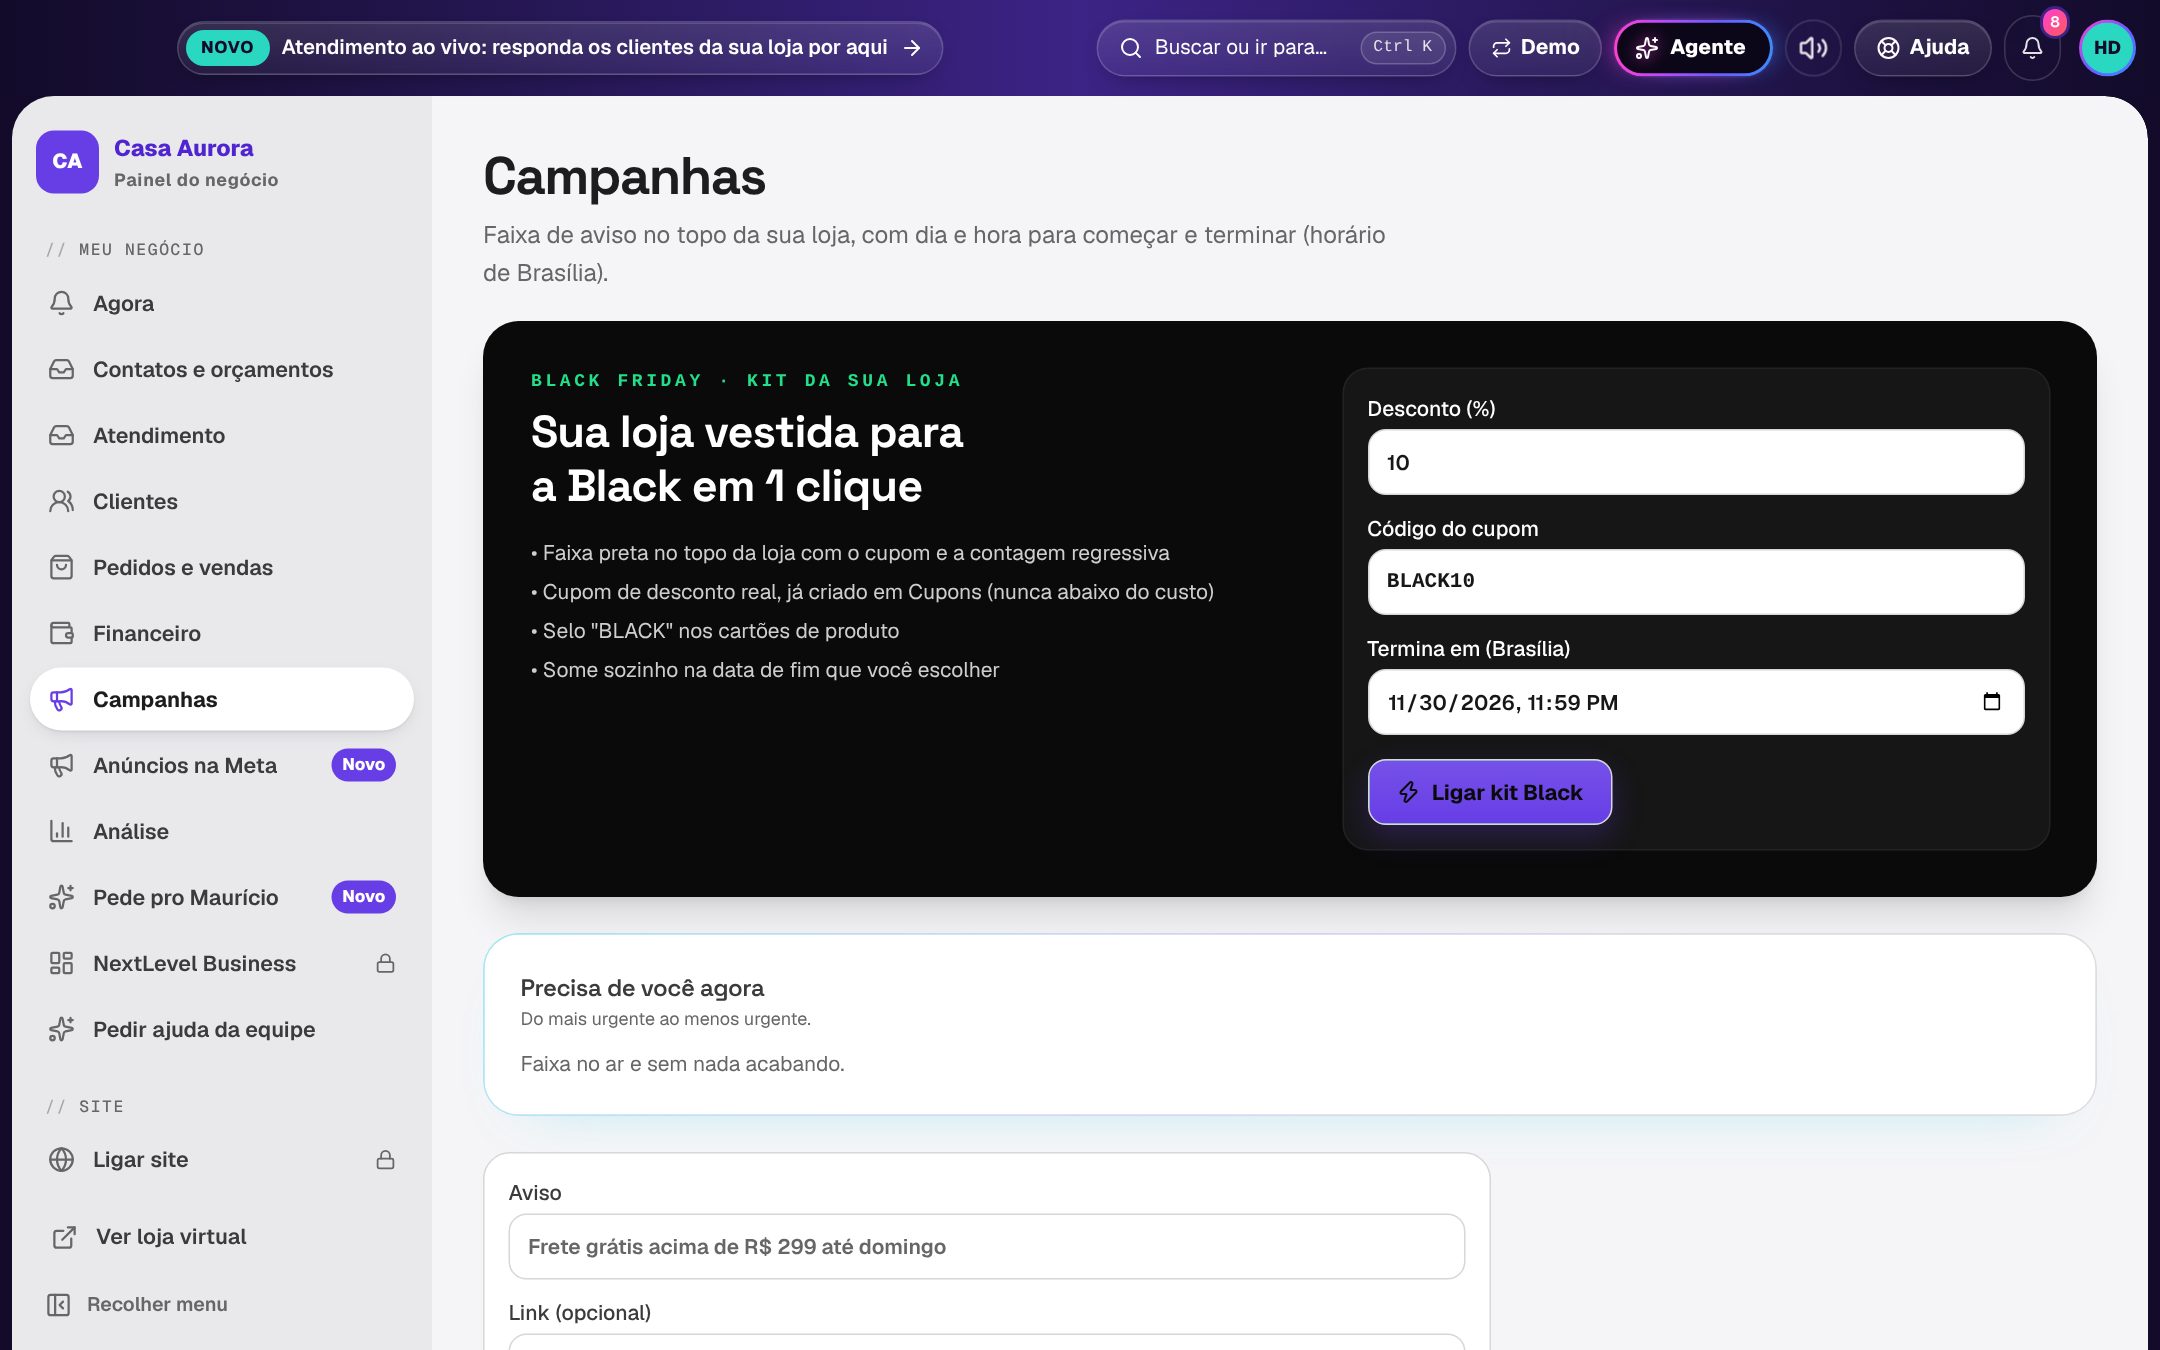 NOVO Atendimento ao vivo: responda os clientes da sua loja por aqui →
Buscar ou ir para... Ctrl K
Demo
Agente
Ajuda
8
HD
CA
Casa Aurora
Painel do negócio
// MEU NEGÓCIO
Agora
Contatos e orçamentos
Atendimento
Clientes
Pedidos e vendas
Financeiro
Campanhas
Anúncios na Meta Novo
Análise
Pede pro Maurício Novo
NextLevel Business
Pedir ajuda da equipe
// SITE
Ligar site
Ver loja virtual
Recolher menu
Campanhas
Faixa de aviso no topo da sua loja, com dia e hora para começar e terminar (horário
de Brasília).
BLACK FRIDAY · KIT DA SUA LOJA
Sua loja vestida para
a Black em 1 clique
• Faixa preta no topo da loja com o cupom e a contagem regressiva
• Cupom de desconto real, já criado em Cupons (nunca abaixo do custo)
• Selo "BLACK" nos cartões de produto
• Some sozinho na data de fim que você escolher
Desconto (%)
10
Código do cupom
BLACK10
Termina em (Brasília)
11/30/2026, 11:59 PM
Ligar kit Black
Precisa de você agora
Do mais urgente ao menos urgente.
Faixa no ar e sem nada acabando.
Aviso
Frete grátis acima de R$ 299 até domingo
Link (opcional)